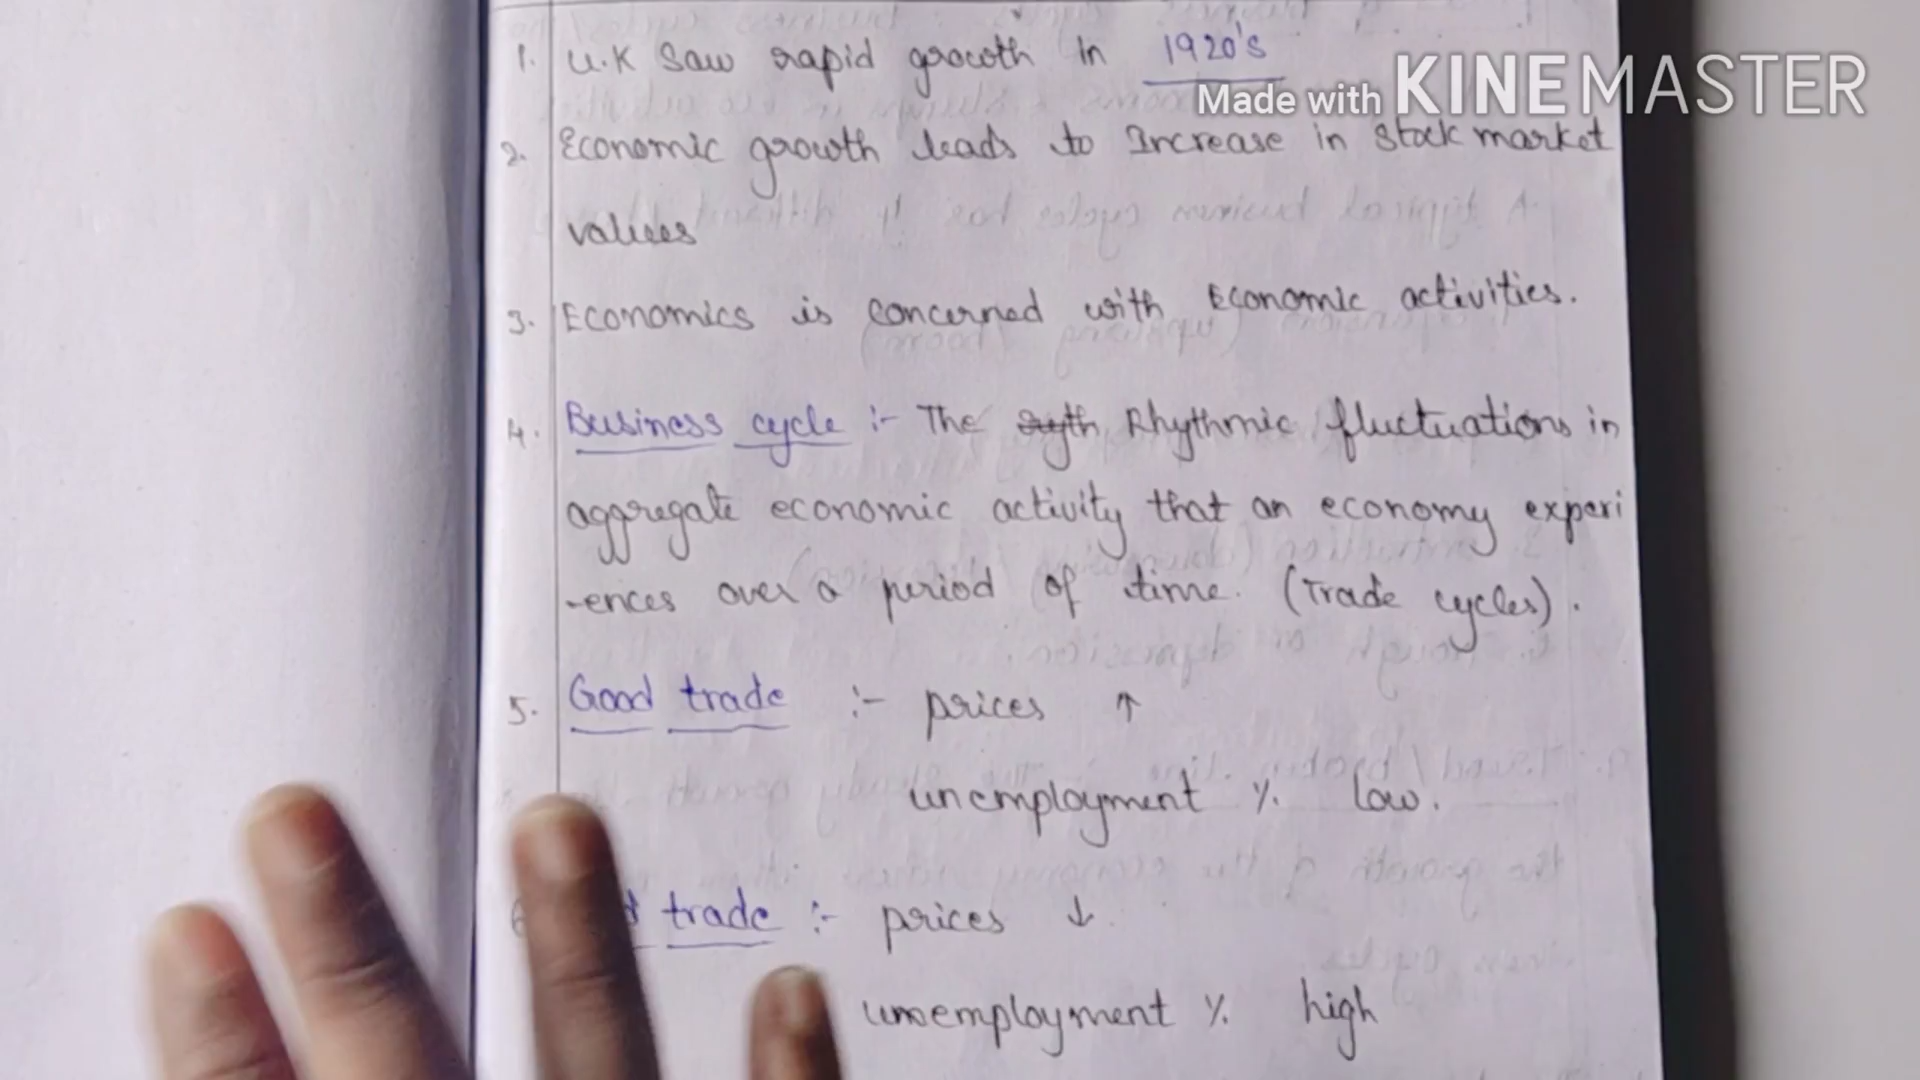 1. U.K Saw rapid growth in 1920's
Made with KINEMASTER
2. Economic growth leads to Increase in stock market
values
3. Economics is concerned with Economic activities.
4. Business cycle :- The Rhythmic fluctuations in
aggregate economic activity that an economy experi
-ences over a period of time. (Trade cycles).
5. Good trade :- prices ↑
unemployment % low.
trade :- prices ↓
unemployment % high